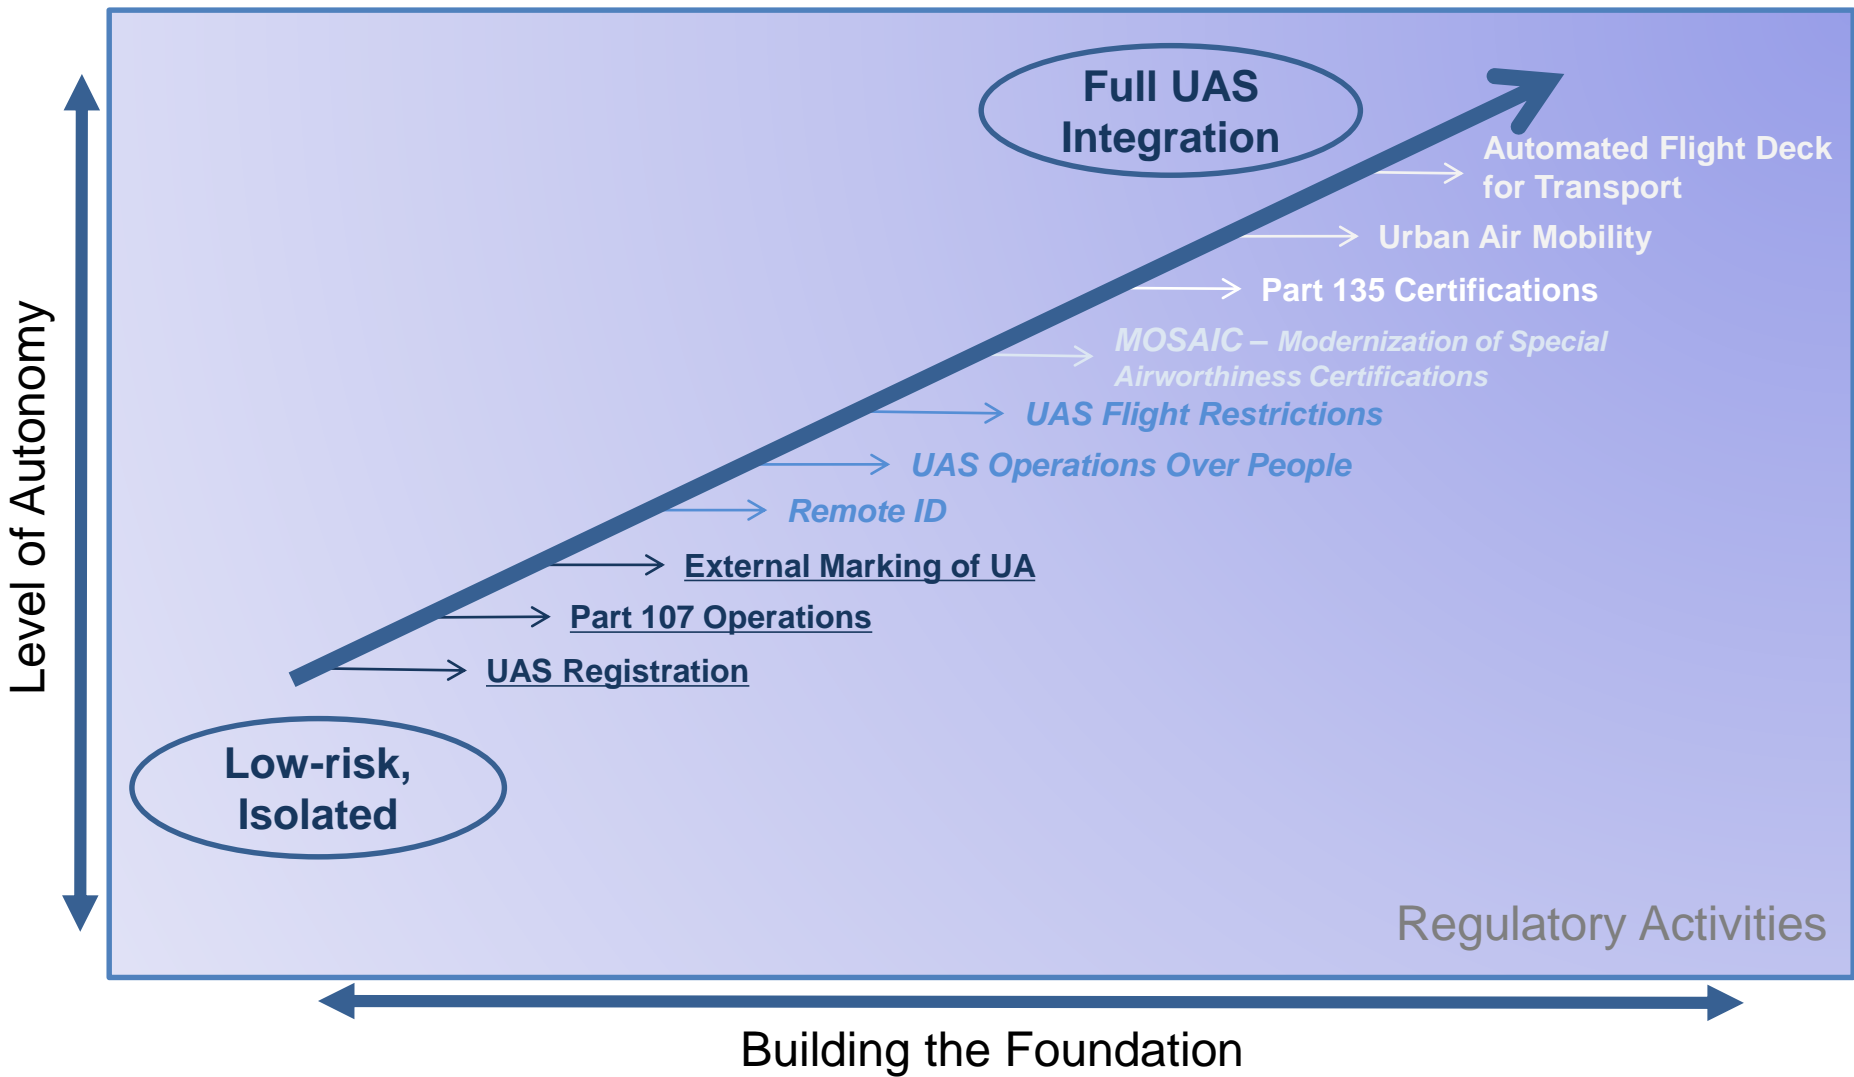 Full UAS
Integration
Automated Flight Deck
for Transport
Urban Air Mobility
Part 135 Certifications
MOSAIC – Modernization of Special
Airworthiness Certifications
UAS Flight Restrictions
UAS Operations Over People
Remote ID
External Marking of UA
Part 107 Operations
UAS Registration
Low-risk,
Isolated
Level of Autonomy
Regulatory Activities
Building the Foundation